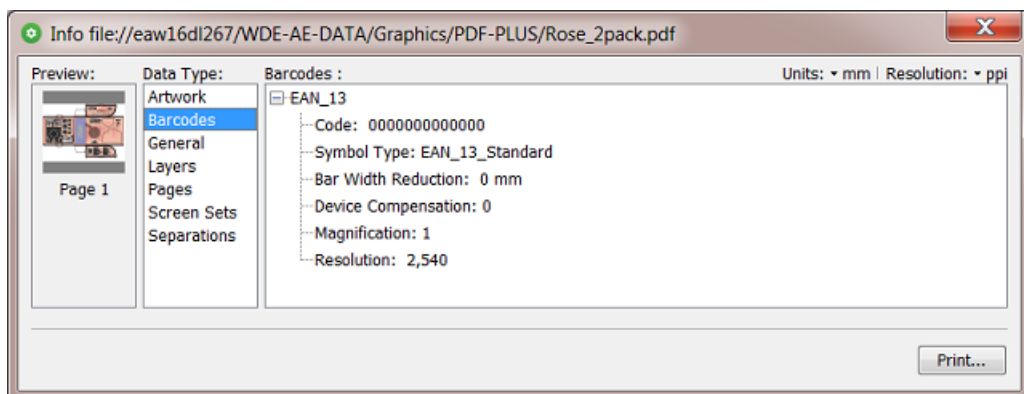 Info file://eaw16dl267/WDE-AE-DATA/Graphics/PDF-PLUS/Rose_2pack.pdf
Preview: Data Type: Barcodes : Units: mm | Resolution: ppi
Page 1
Artwork
Barcodes
General
Layers
Pages
Screen Sets
Separations
EAN_13
Code: 0000000000000
Symbol Type: EAN_13_Standard
Bar Width Reduction: 0 mm
Device Compensation: 0
Magnification: 1
Resolution: 2,540
Print...